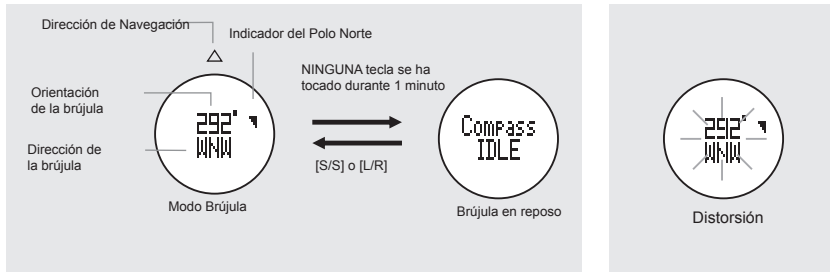 Dirección de Navegación
Indicador del Polo Norte
NINGUNA tecla se ha
tocado durante 1 minuto
Orientación
de la brújula
292°
WNW
Dirección de
la brújula
[S/S] o [L/R]
Modo Brújula
Compass
IDLE
Brújula en reposo
292°
WNW
Distorsión